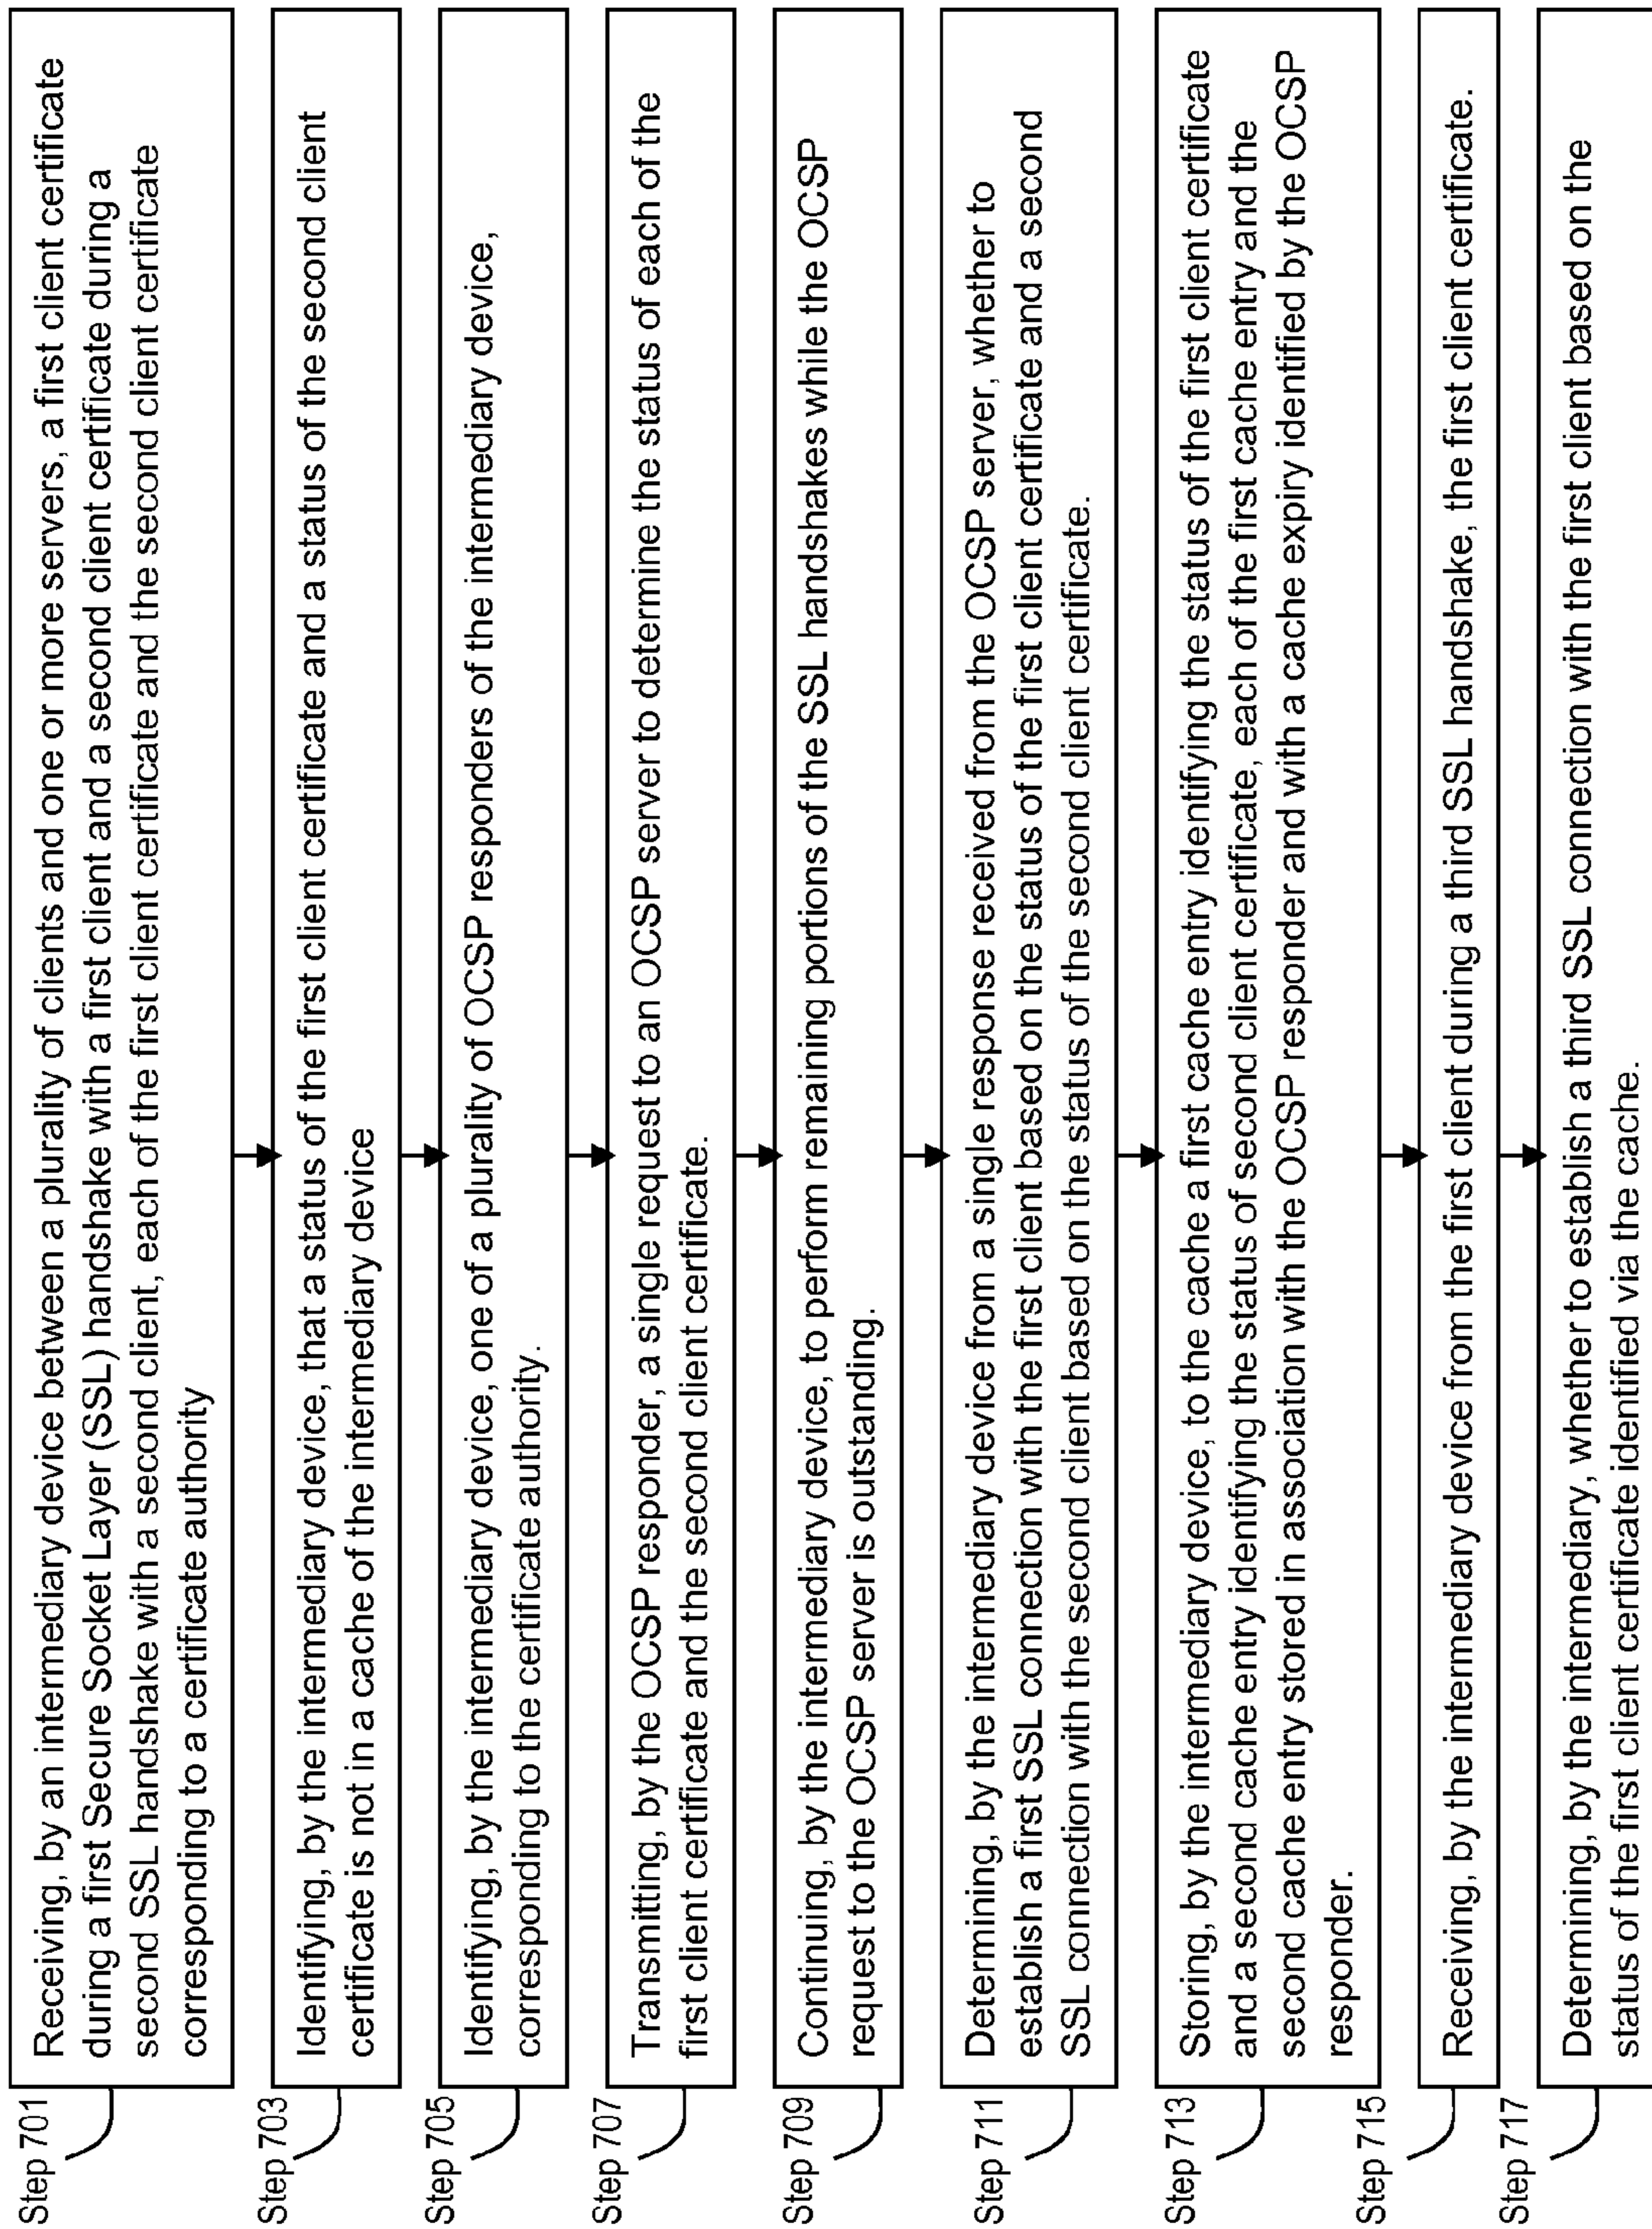 Step 701
Receiving, by an intermediary device between a plurality of clients and one or more servers, a first client certificate
during a first Secure Socket Layer (SSL) handshake with a first client and a second client certificate during a
second SSL handshake with a second client, each of the first client certificate and the second client certificate
corresponding to a certificate authority
Step 703
Identifying, by the intermediary device, that a status of the first client certificate and a status of the second client
certificate is not in a cache of the intermediary device
Step 705
Identifying, by the intermediary device, one of a plurality of OCSP responders of the intermediary device,
corresponding to the certificate authority.
Step 707
Transmitting, by the OCSP responder, a single request to an OCSP server to determine the status of each of the
first client certificate and the second client certificate.
Step 709
Continuing, by the intermediary device, to perform remaining portions of the SSL handshakes while the OCSP
request to the OCSP server is outstanding.
Step 711
Determining, by the intermediary device from a single response received from the OCSP server, whether to
establish a first SSL connection with the first client based on the status of the first client certificate and a second
SSL connection with the second client based on the status of the second client certificate.
Step 713
Storing, by the intermediary device, to the cache a first cache entry identifying the status of the first client certificate
and a second cache entry identifying the status of second client certificate, each of the first cache entry and the
second cache entry stored in association with the OCSP responder and with a cache expiry identified by the OCSP
responder.
Step 715
Receiving, by the intermediary device from the first client during a third SSL handshake, the first client certificate.
Step 717
Determining, by the intermediary, whether to establish a third SSL connection with the first client based on the
status of the first client certificate identified via the cache.